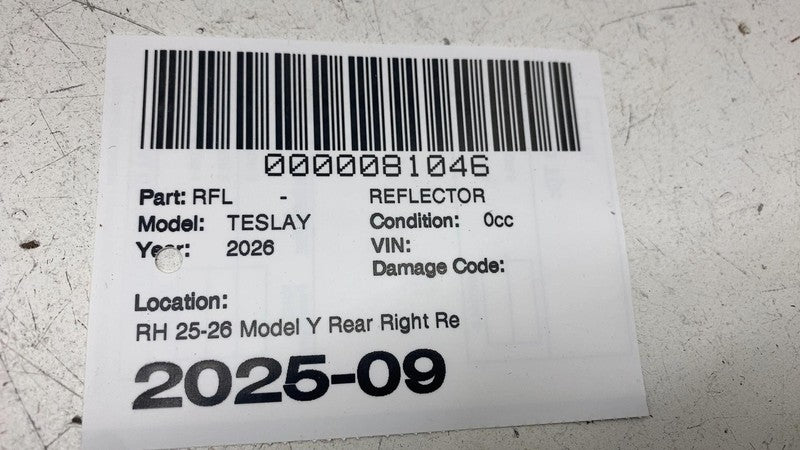 0000081046
Part: RFL - REFLECTOR
Model: TESLAY Condition: 0cc
Year: 2026 VIN:
Damage Code:
Location:
RH 25-26 Model Y Rear Right Re
2025-09